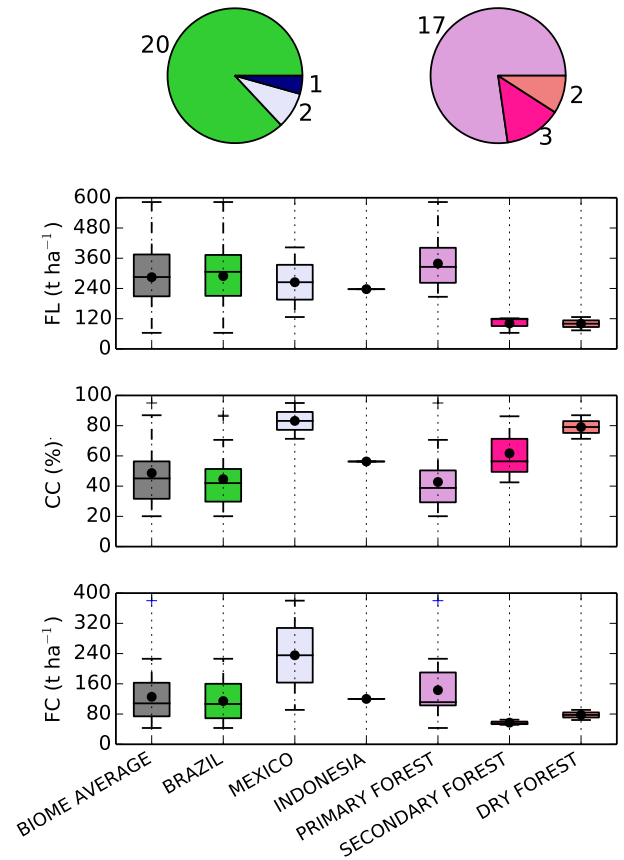 20
1
2
17
2
3
FL (t ha⁻¹)
600
480
360
240
120
0
CC (%)
100
80
60
40
20
0
FC (t ha⁻¹)
400
320
240
160
80
0
BIOME AVERAGE
BRAZIL
MEXICO
INDONESIA
PRIMARY FOREST
SECONDARY FOREST
DRY FOREST